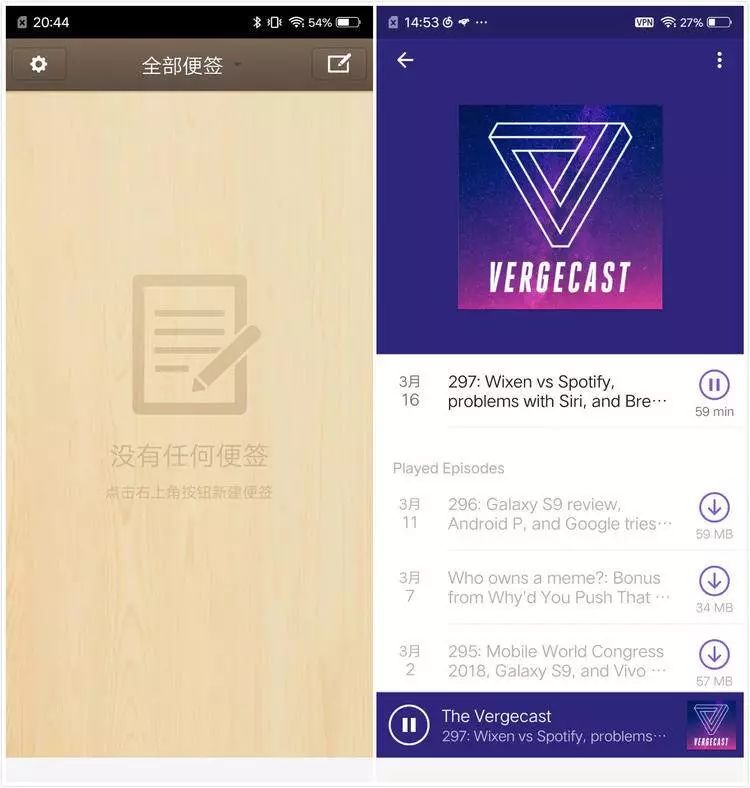 20:44
54%
全部便签
没有任何便签
点击右上角按钮新建便签
14:53
VPN
27%
VERGECAST
3月
16
297: Wixen vs Spotify,
problems with Siri, and Bre···
59 min
Played Episodes
3月
11
296: Galaxy S9 review,
Android P, and Google tries···
59 MB
3月
7
Who owns a meme?: Bonus
from Why'd You Push That ···
34 MB
3月
2
295: Mobile World Congress
2018, Galaxy S9, and Vivo ···
57 MB
The Vergecast
297: Wixen vs Spotify, problems···
VERGECAST